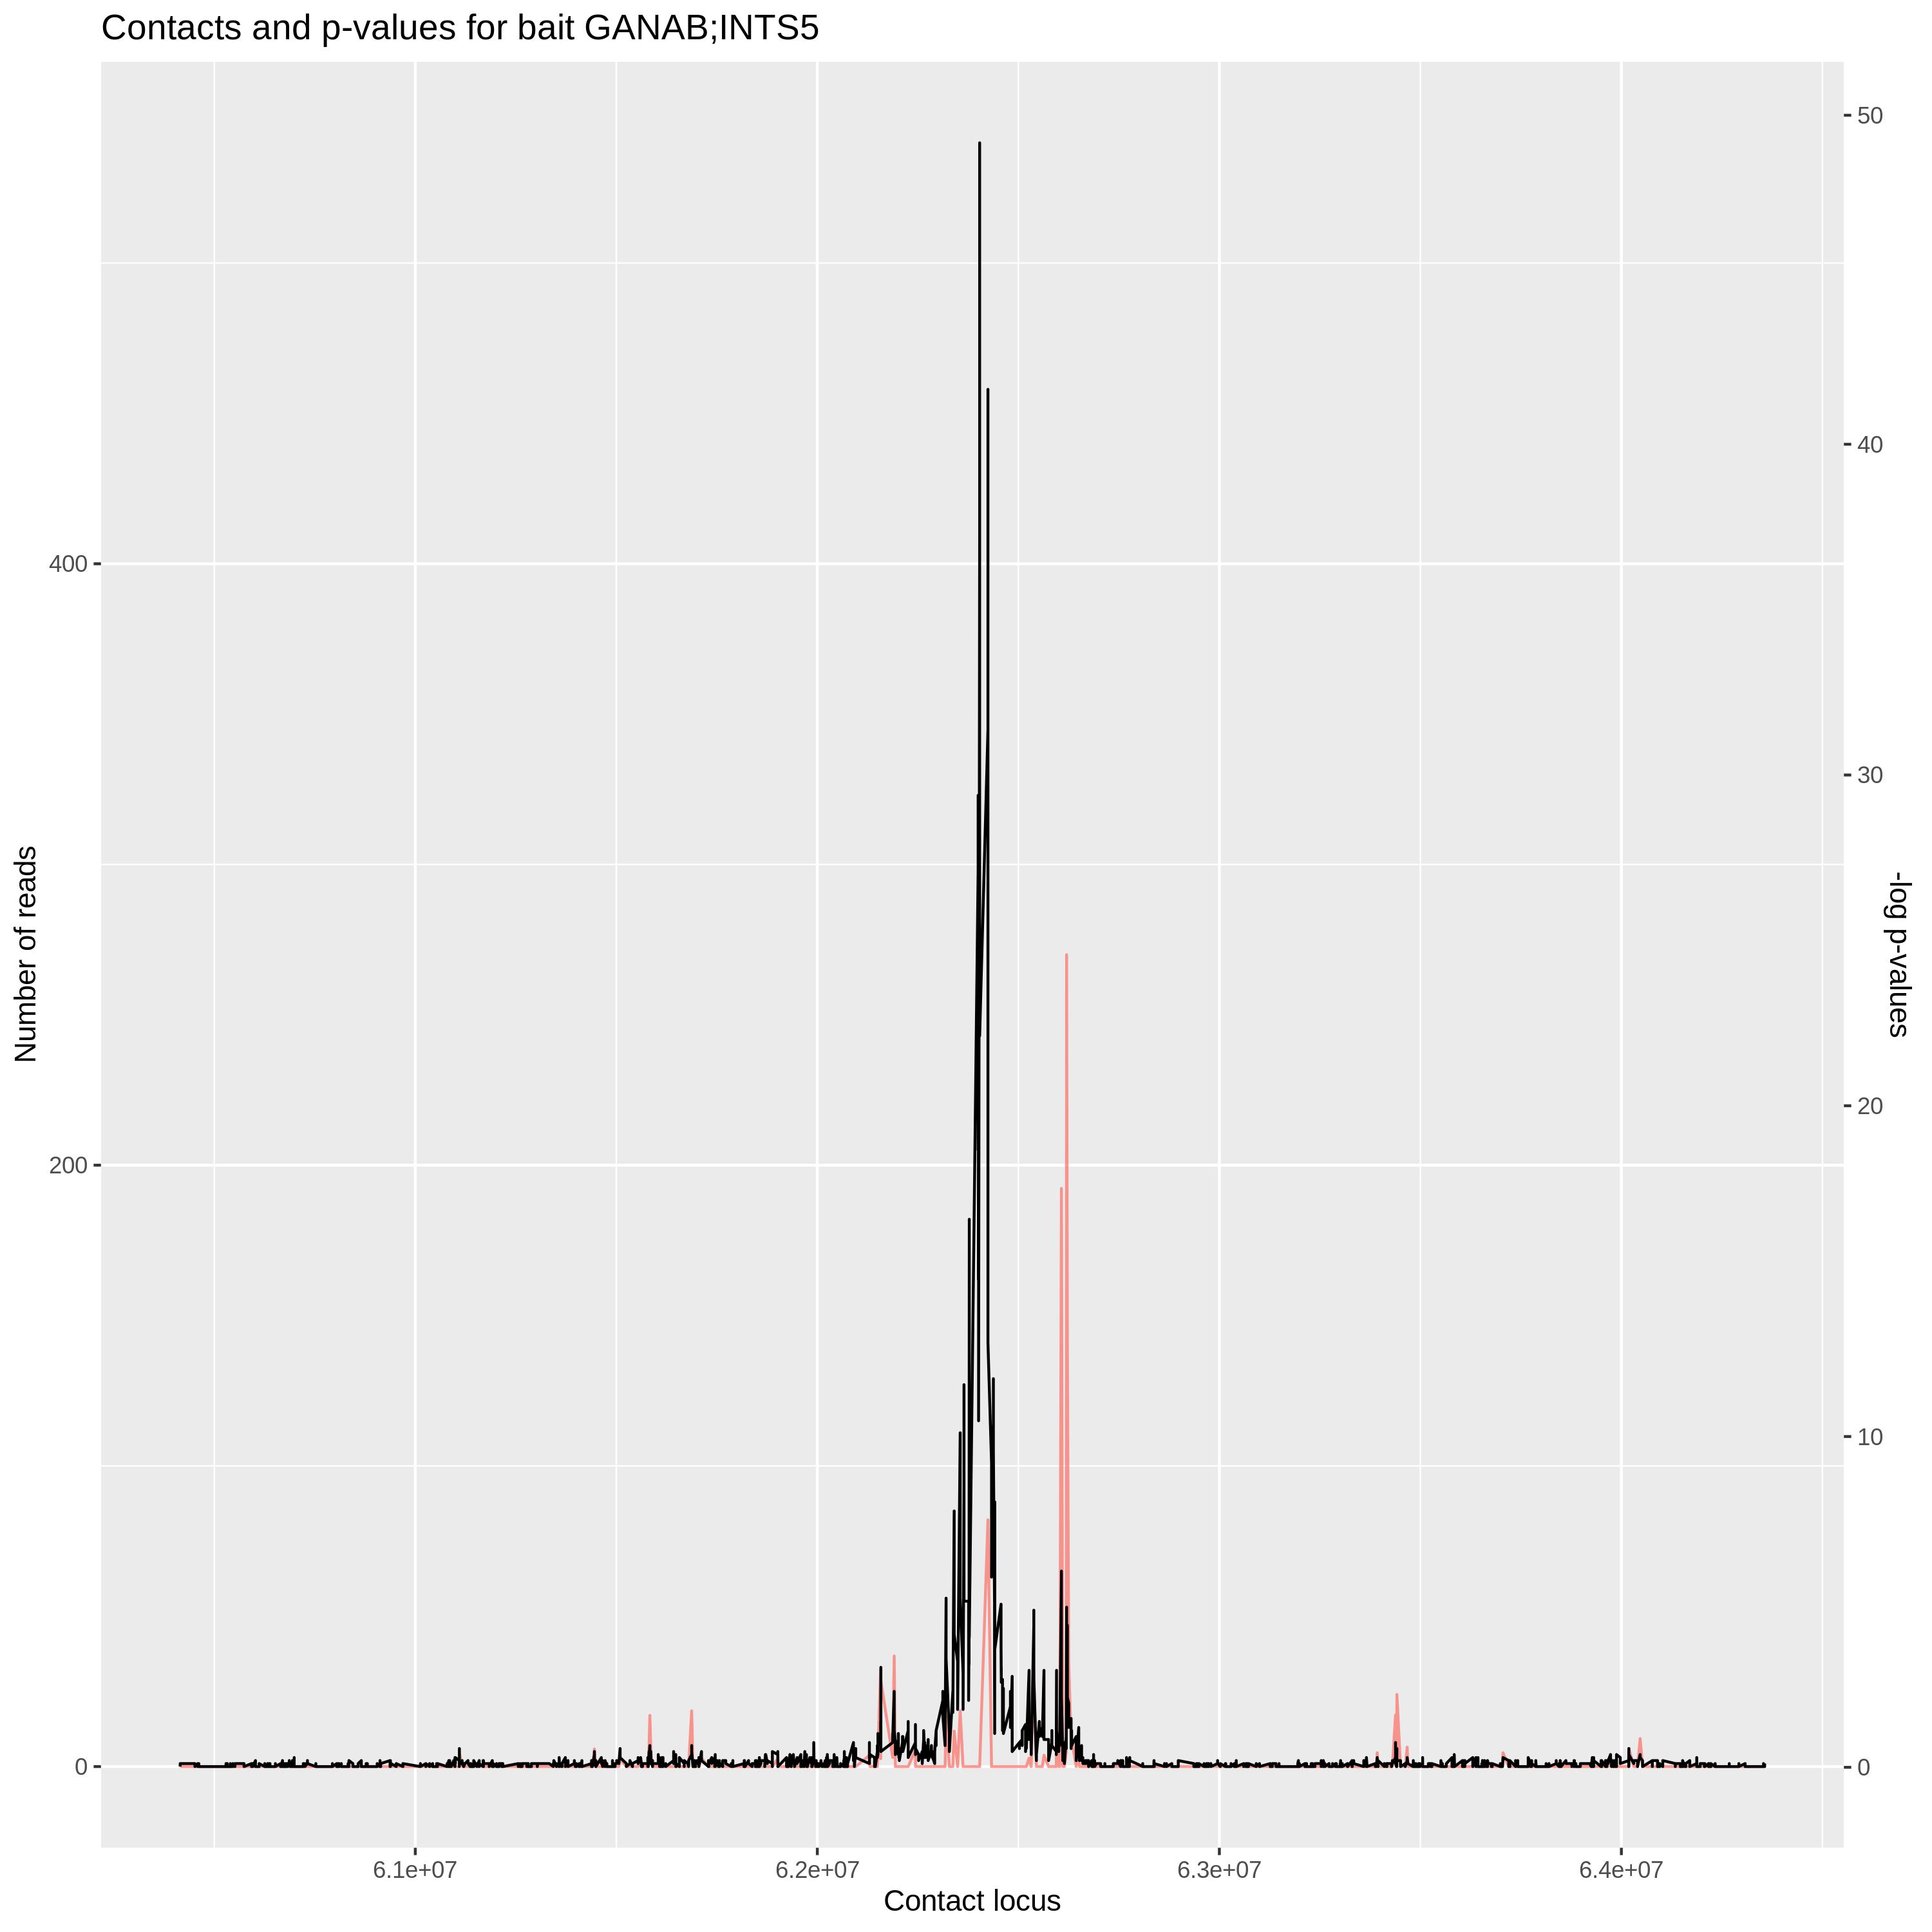 Contacts and p-values for bait GANAB;INTS5
50
40
400
30
Number of reads
-log p-values
20
200
10
0
0
6.1e+07
6.2e+07
6.3e+07
6.4e+07
Contact locus